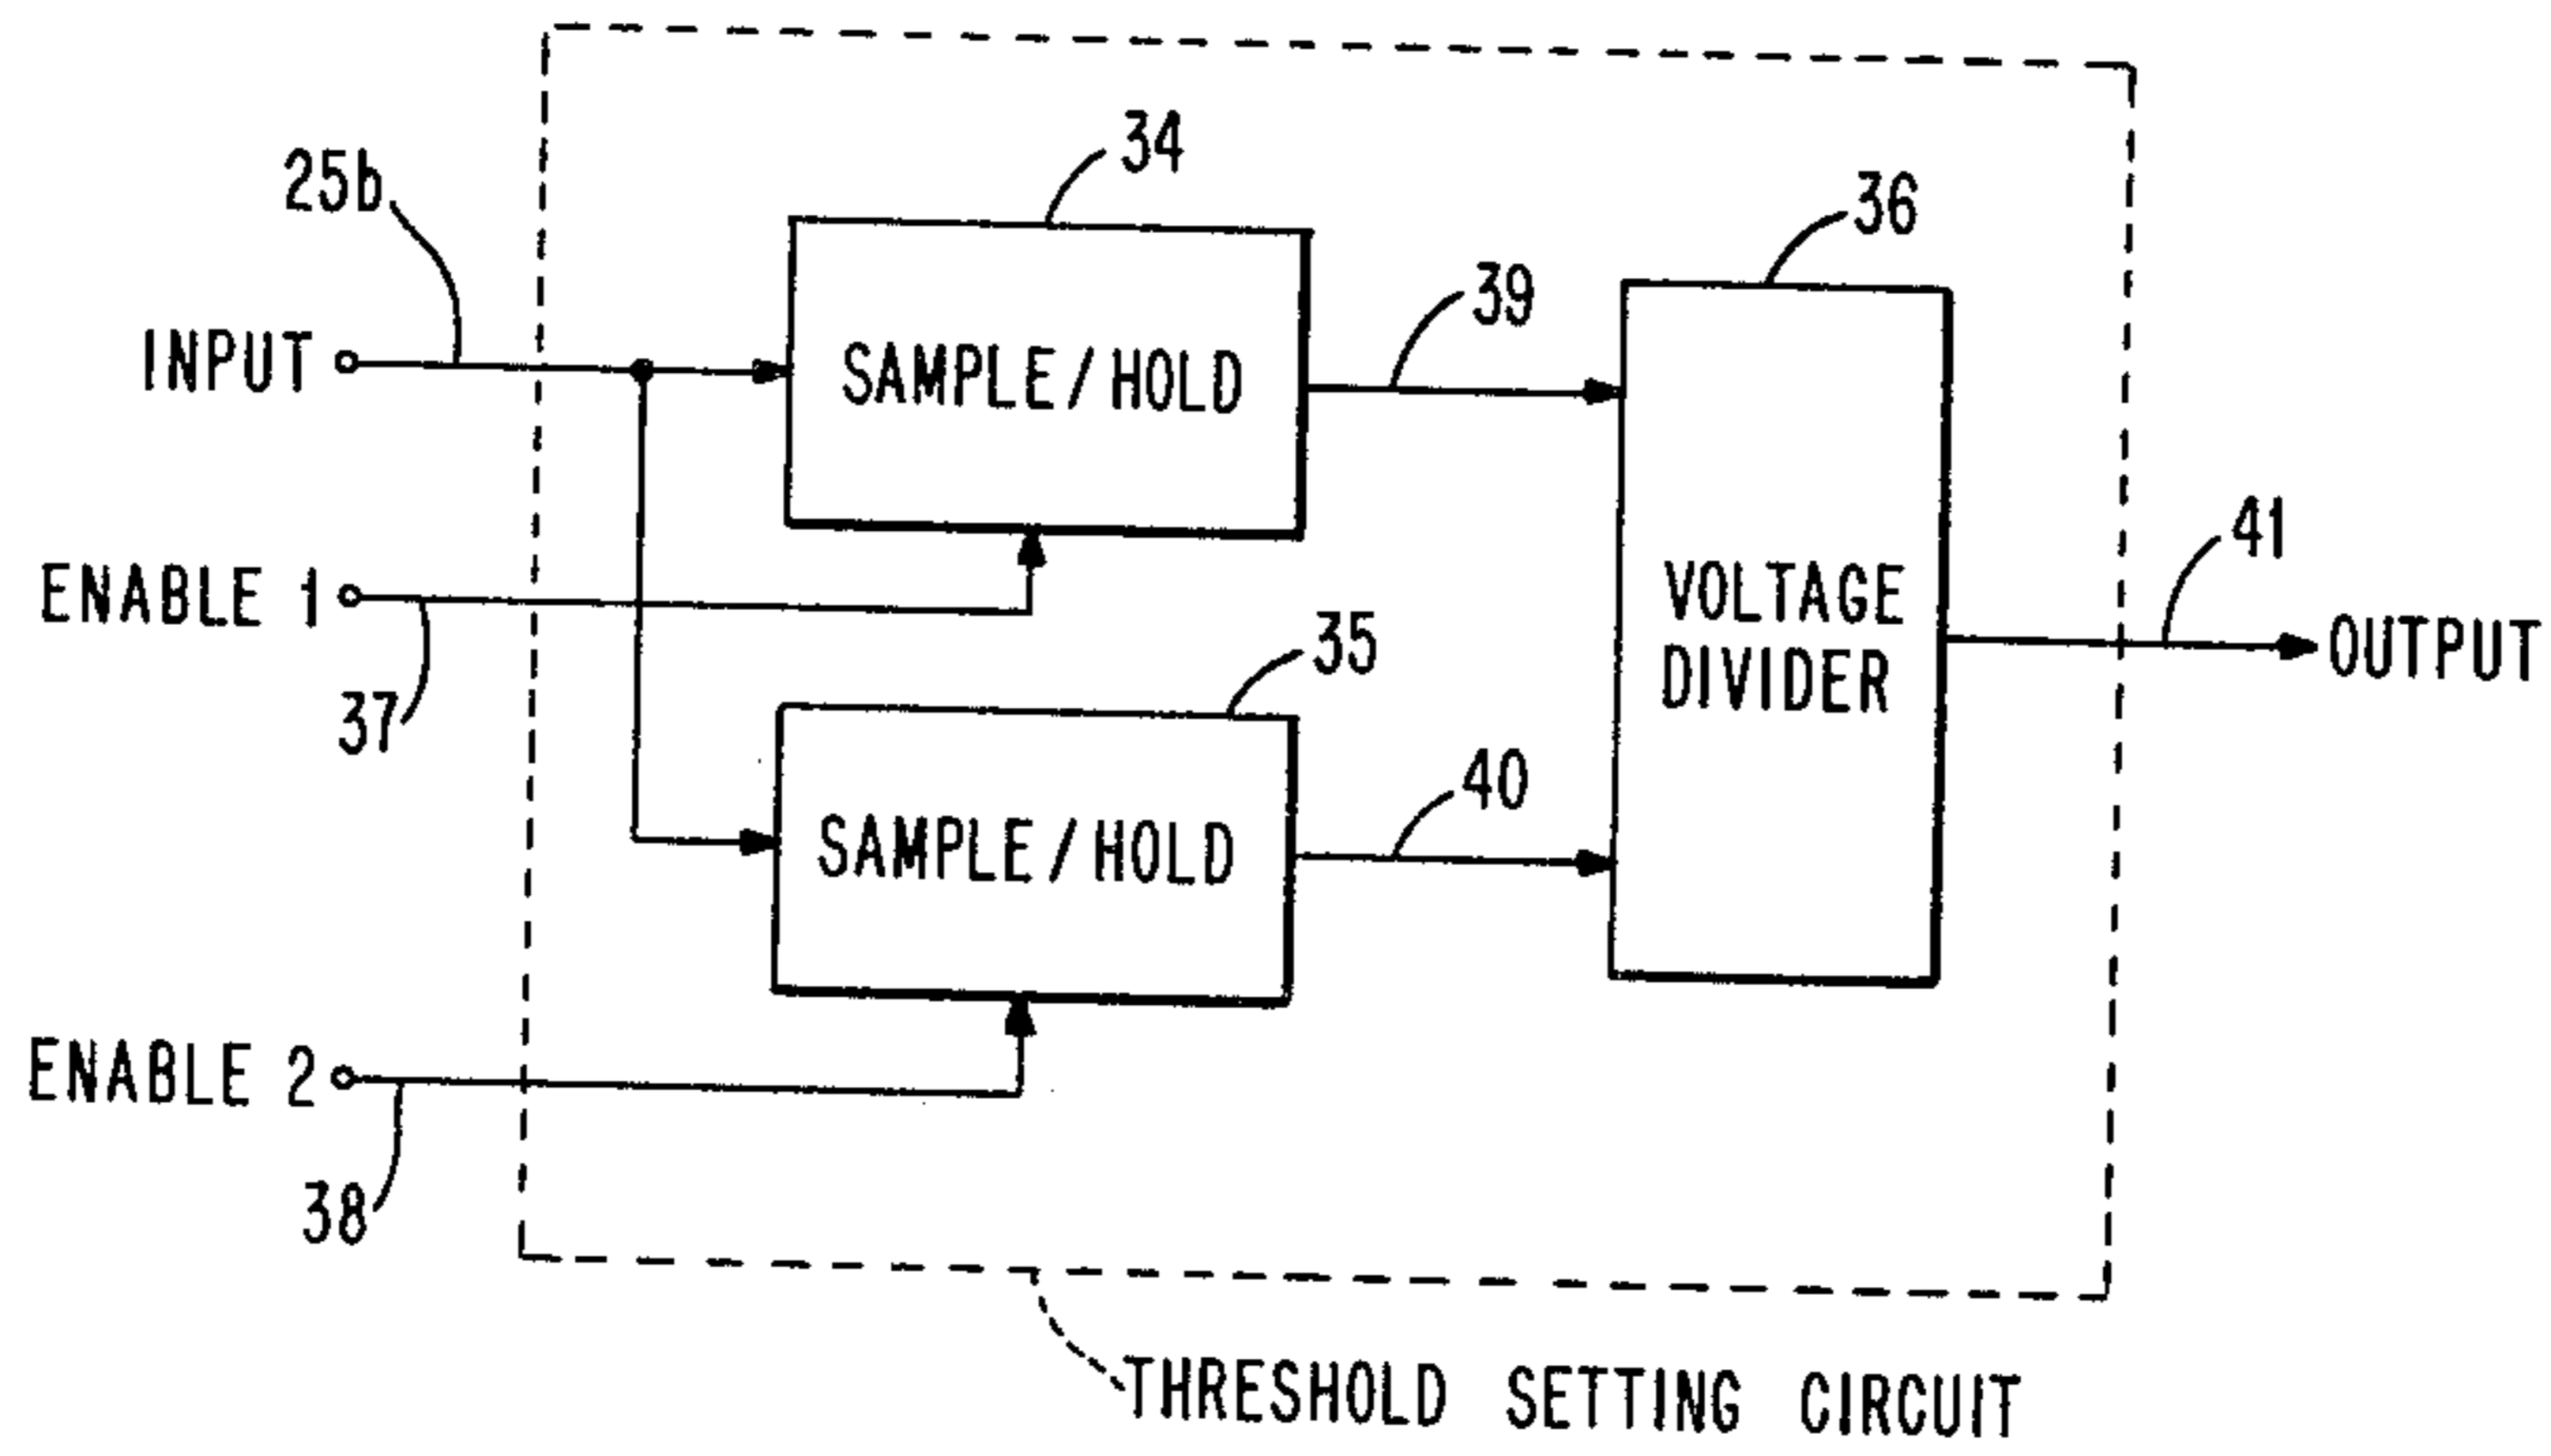 34
25b
36
39
INPUT
SAMPLE/HOLD
41
ENABLE 1
VOLTAGE
DIVIDER
OUTPUT
35
37
40
SAMPLE/HOLD
ENABLE 2
38
THRESHOLD SETTING CIRCUIT